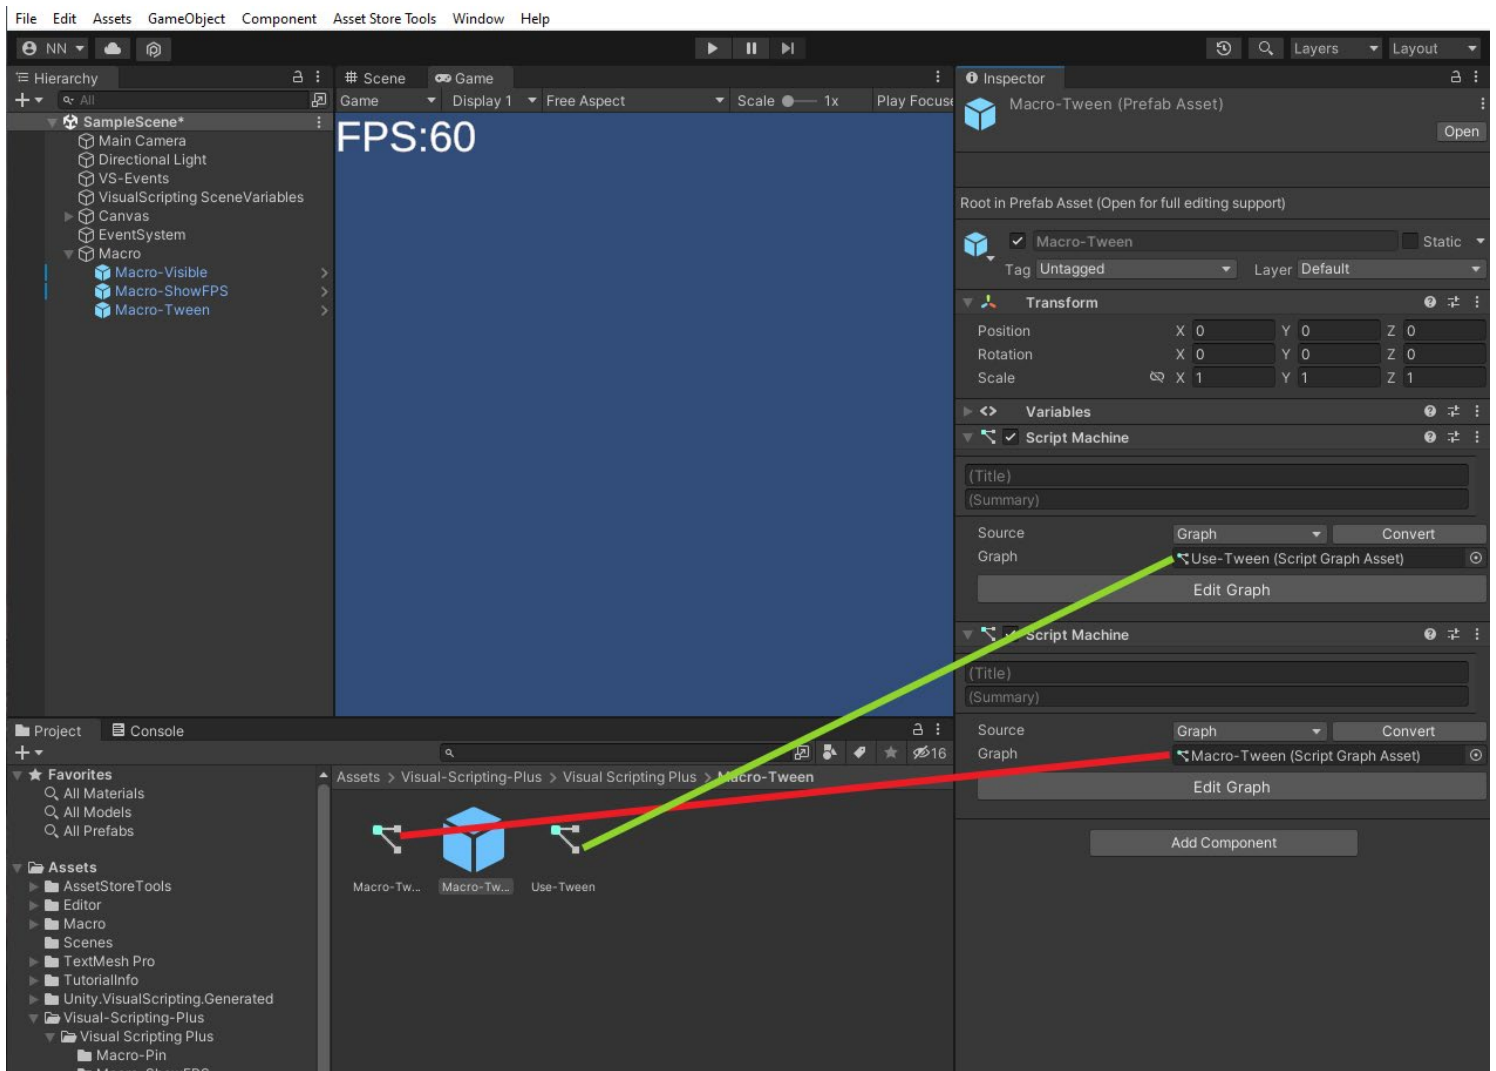 File Edit Assets GameObject Component Asset Store Tools Window Help
NN
Layers Layout
Hierarchy
All
SampleScene*
Main Camera
Directional Light
VS-Events
VisualScripting SceneVariables
Canvas
EventSystem
Macro
Macro-Visible
Macro-ShowFPS
Macro-Tween
Scene Game
Game Display 1 Free Aspect Scale 1x Play Focuse
FPS:60
Inspector
Macro-Tween (Prefab Asset)
Open
Root in Prefab Asset (Open for full editing support)
Macro-Tween Static
Tag Untagged Layer Default
Transform
Position X 0 Y 0 Z 0
Rotation X 0 Y 0 Z 0
Scale X 1 Y 1 Z 1
Variables
Script Machine
(Title)
(Summary)
Source Graph Convert
Graph Use-Tween (Script Graph Asset)
Edit Graph
Script Machine
(Title)
(Summary)
Source Graph Convert
Graph Macro-Tween (Script Graph Asset)
Edit Graph
Add Component
Project Console
16
Favorites
All Materials
All Models
All Prefabs
Assets
AssetStoreTools
Editor
Macro
Scenes
TextMesh Pro
TutorialInfo
Unity.VisualScripting.Generated
Visual-Scripting-Plus
Visual Scripting Plus
Macro-Pin
Assets > Visual-Scripting-Plus > Visual Scripting Plus > Macro-Tween
Macro-Tw... Macro-Tw... Use-Tween